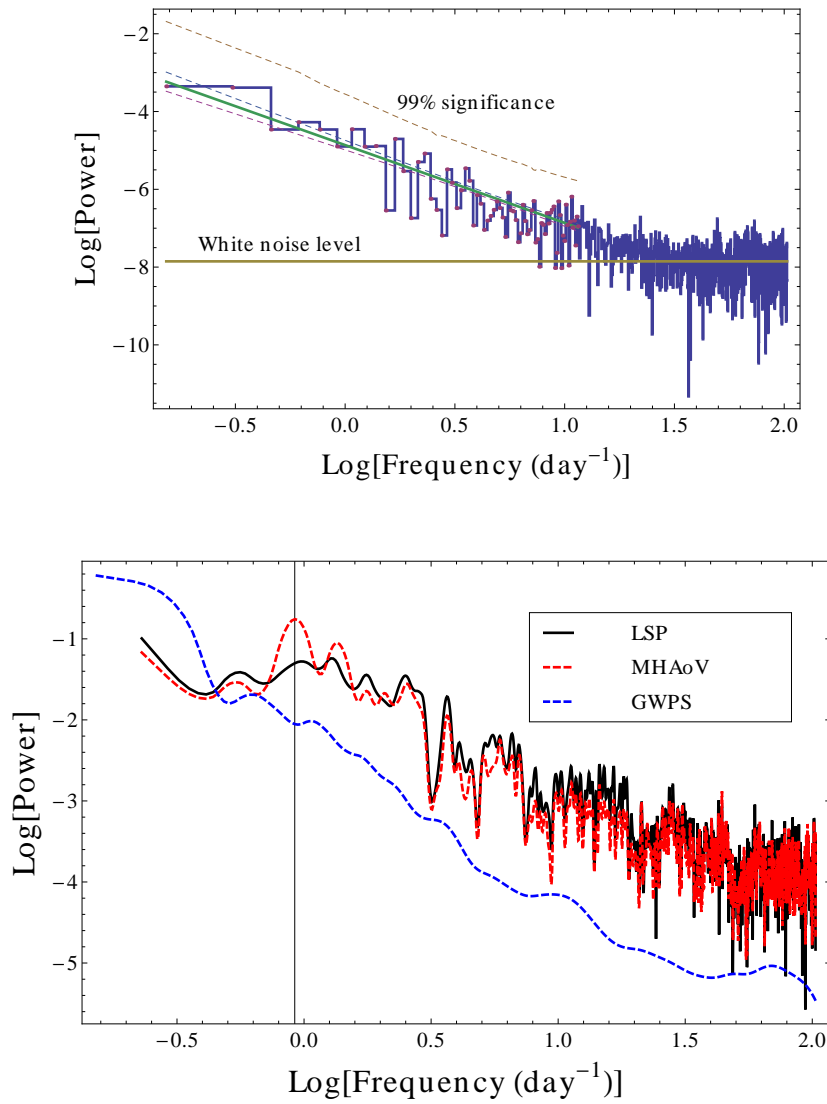 −2
−4
−6
−8
−10
Log[Power]
99% significance
White noise level
−0.5 0.0 0.5 1.0 1.5 2.0
Log[Frequency (day⁻¹)]
−1
−2
−3
−4
−5
Log[Power]
LSP
MHAoV
GWPS
−0.5 0.0 0.5 1.0 1.5 2.0
Log[Frequency (day⁻¹)]